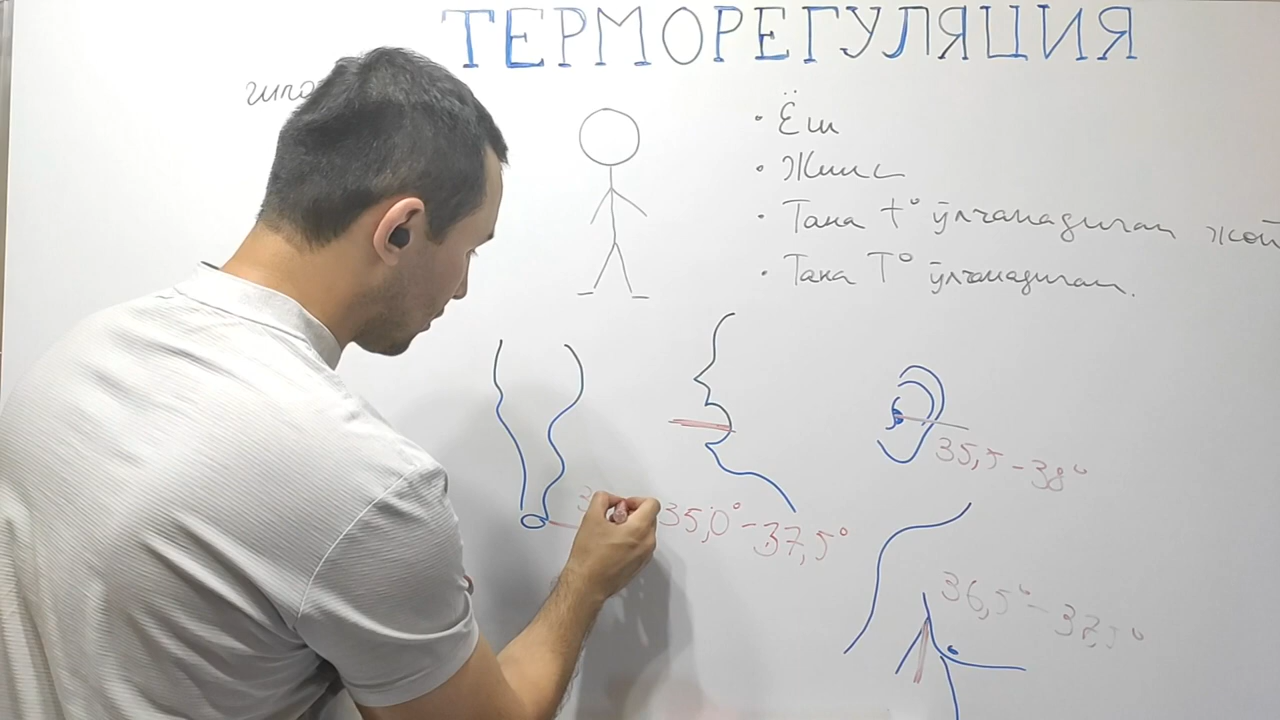 ТЕРМОРЕГУЛЯЦИЯ
гипо
• Ёш
• Жинс
• Тана t° ўлчанадиган жой
• Тана T° ўлчанадиган.
35,5-38°
35,0°-37,5°
36,5°-37,5°